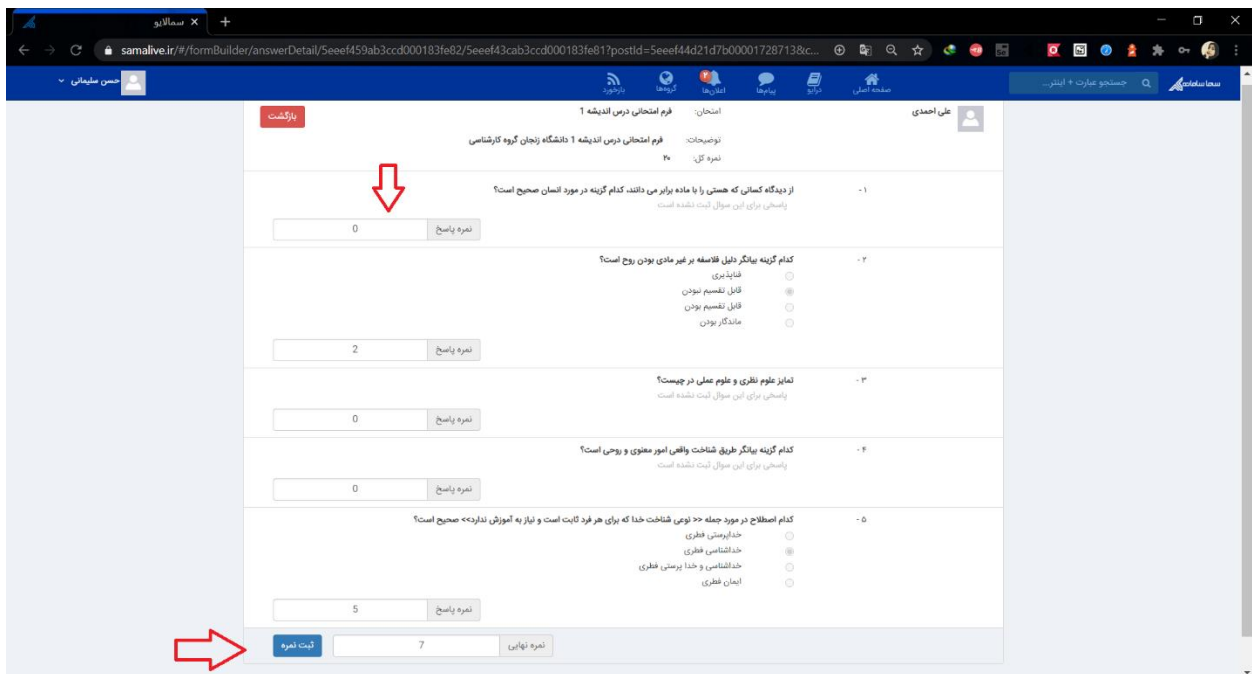 سمالایو
samalive.ir/#/formBuilder/answerDetail/5eeef459ab3ccd000183fe82/5eeef43cab3ccd000183fe81?postId=5eeef44d21d7b000017287138&c...
جستجو عبارت + اینتر...
صفحه اصلی
درایو
پیام‌ها
اعلان‌ها
گروه‌ها
بازخورد
حسن سلیمانی
علی احمدی
امتحان: فرم امتحانی درس اندیشه 1
بازگشت
توضیحات: فرم امتحانی درس اندیشه 1 دانشگاه زنجان گروه کارشناسی
نمره کل: ۲۰
۱ - از دیدگاه کسانی که هستی را با ماده برابر می دانند، کدام گزینه در مورد انسان صحیح است؟
پاسخی برای این سوال ثبت نشده است
نمره پاسخ 0
۲ - کدام گزینه بیانگر دلیل فلاسفه بر غیر مادی بودن روح است؟
فناپذیری
قابل تقسیم نبودن
قابل تقسیم بودن
ماندگار بودن
نمره پاسخ 2
۳ - تمایز علوم نظری و علوم عملی در چیست؟
پاسخی برای این سوال ثبت نشده است
نمره پاسخ 0
۴ - کدام گزینه بیانگر طریق شناخت واقعی امور معنوی و روحی است؟
پاسخی برای این سوال ثبت نشده است
نمره پاسخ 0
۵ - کدام اصطلاح در مورد جمله << نوعی شناخت خدا که برای هر فرد ثابت است و نیاز به آموزش ندارد>> صحیح است؟
خداپرستی فطری
خداشناسی فطری
خداشناسی و خدا پرستی فطری
ایمان فطری
نمره پاسخ 5
نمره نهایی 7 ثبت نمره